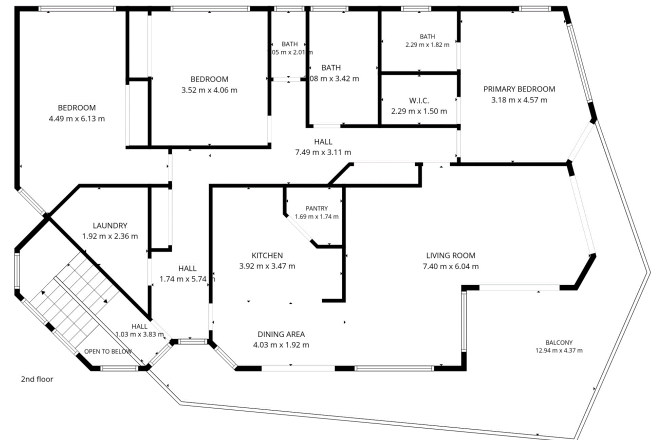 BATH
2.29 m x 1.82 m
BATH
.05 m x 2.01 m
BATH
.08 m x 3.42 m
BEDROOM
3.52 m x 4.06 m
PRIMARY BEDROOM
3.18 m x 4.57 m
W.I.C.
2.29 m x 1.50 m
BEDROOM
4.49 m x 6.13 m
HALL
7.49 m x 3.11 m
PANTRY
1.69 m x 1.74 m
LAUNDRY
1.92 m x 2.36 m
KITCHEN
3.92 m x 3.47 m
LIVING ROOM
7.40 m x 6.04 m
HALL
1.74 m x 5.74 m
HALL
1.03 m x 3.83 m
DINING AREA
4.03 m x 1.92 m
BALCONY
12.94 m x 4.37 m
OPEN TO BELOW
2nd floor